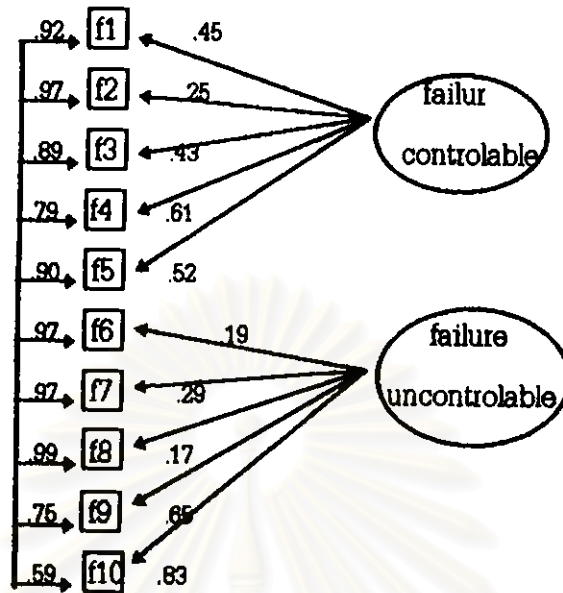 .92 f1 .45
.97 f2 .25
failur
.89 f3 .43
controlable
.79 f4 .61
.90 f5 .52
.97 f6 .19
failure
.97 f7 .29
uncontrolable
.99 f8 .17
.75 f9 .65
.59 f10 .83